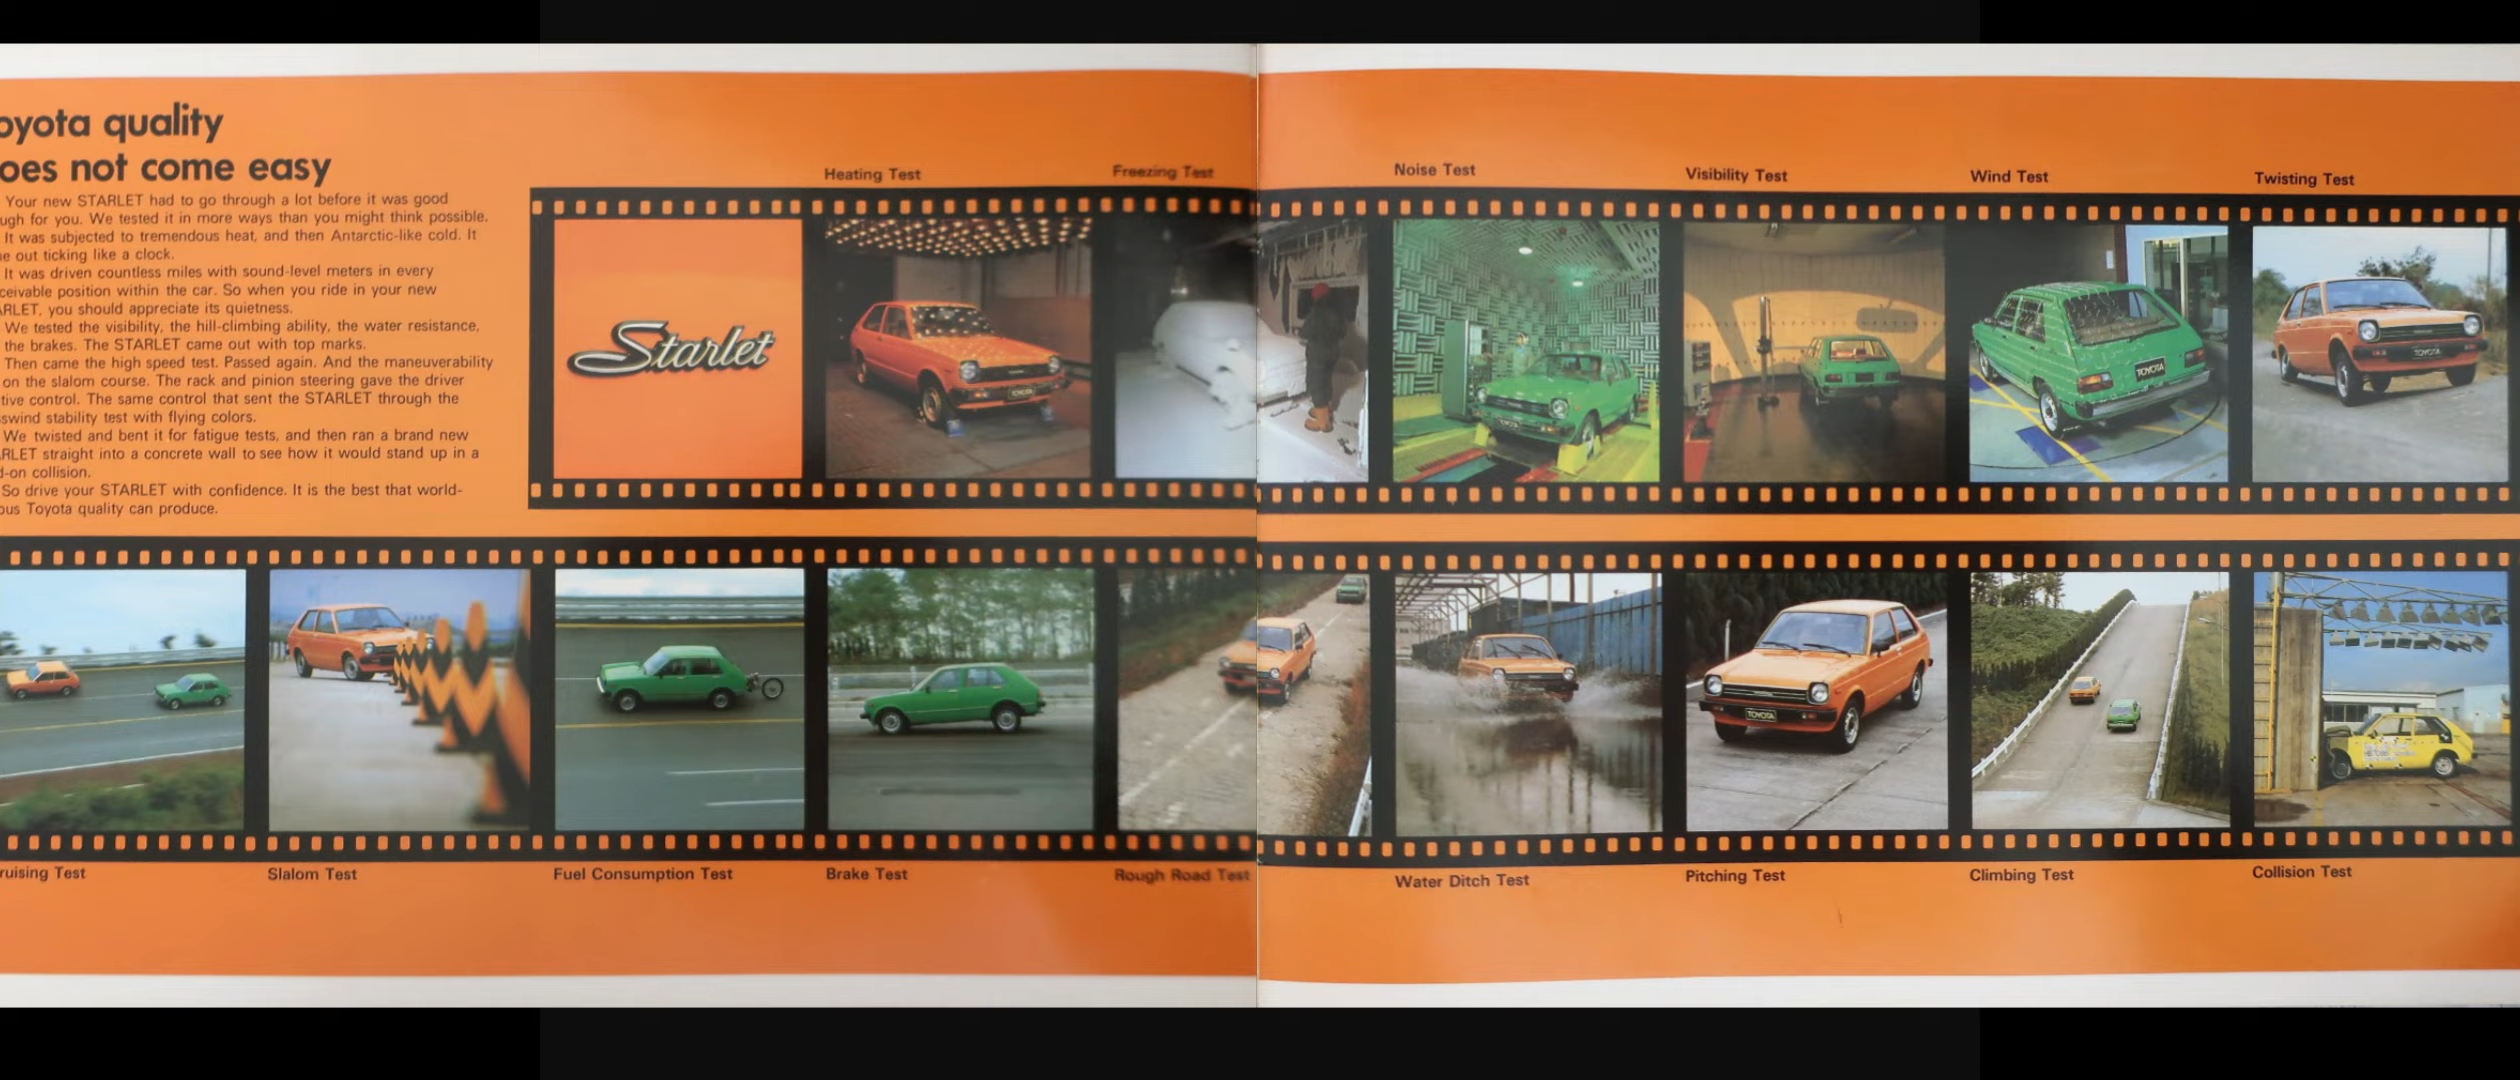 oyota quality
oes not come easy
Your new STARLET had to go through a lot before it was good
ugh for you. We tested it in more ways than you might think possible.
It was subjected to tremendous heat, and then Antarctic-like cold. It
e out ticking like a clock.
It was driven countless miles with sound-level meters in every
ceivable position within the car. So when you ride in your new
ARLET, you should appreciate its quietness.
We tested the visibility, the hill-climbing ability, the water resistance,
the brakes. The STARLET came out with top marks.
Then came the high speed test. Passed again. And the maneuverability
on the slalom course. The rack and pinion steering gave the driver
tive control. The same control that sent the STARLET through the
sswind stability test with flying colors.
We twisted and bent it for fatigue tests, and then ran a brand new
ARLET straight into a concrete wall to see how it would stand up in a
d-on collision.
So drive your STARLET with confidence. It is the best that world-
ous Toyota quality can produce.
Heating Test
Freezing Test
Noise Test
Visibility Test
Wind Test
Twisting Test
Starlet
TOYOTA
TOYOTA
TOYOTA
TOYOTA
TOYOTA
ruising Test
Slalom Test
Fuel Consumption Test
Brake Test
Rough Road Test
Water Ditch Test
Pitching Test
Climbing Test
Collision Test